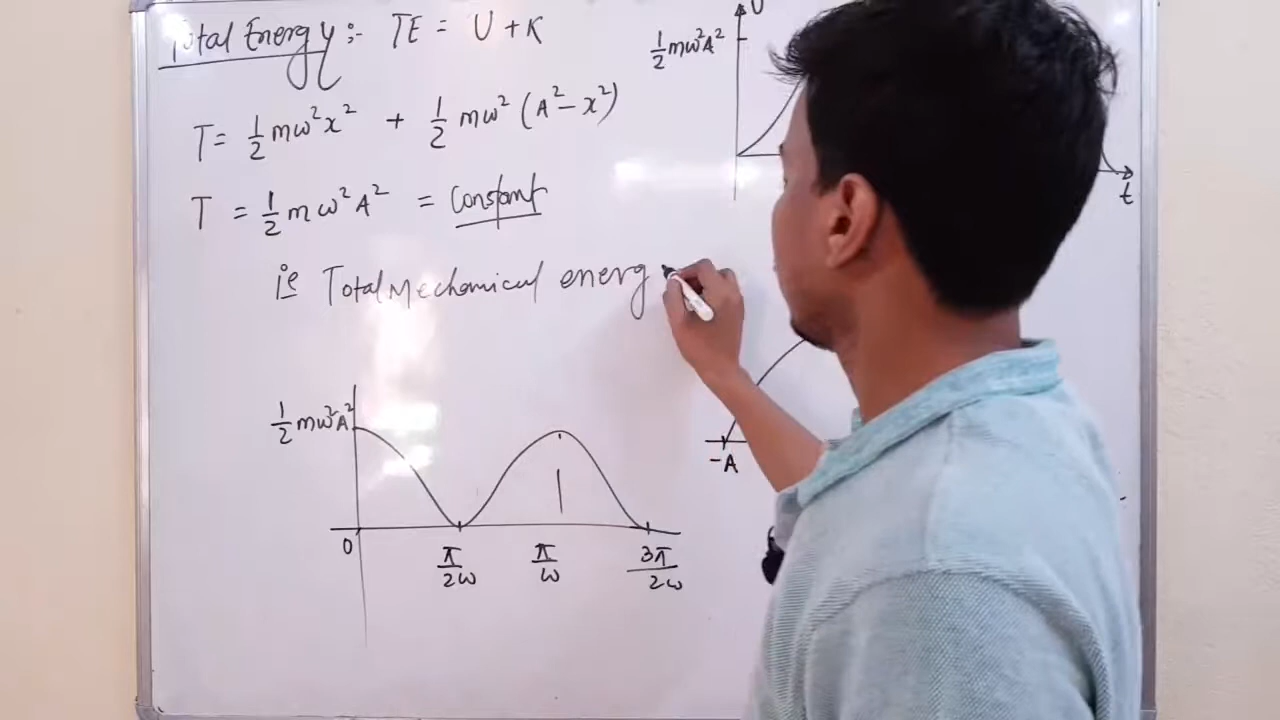 Total Energy :- TE = U + K
T = 1/2 mω²x² + 1/2 mω² (A² - x²)
T = 1/2 mω²A² = Constant
ie Total Mechanical energ
1/2 mω²A²
0 π/2ω π/ω 3π/2ω
U
1/2 mω²A²
t
-A